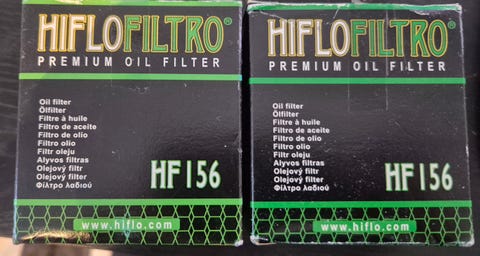 HIFLOFILTRO®
PREMIUM OIL FILTER
Oil filter
Ölfilter
Filtre à huile
Filtro de aceite
Filtro de olio
Filtro olio
Filtr oleju
Alyvos filtras
Olejový filtr
Olejový filter
Φίλτρο λαδιού
HF156
www.hiflo.com
HIFLOFILTRO®
PREMIUM OIL FILTER
Oil filter
Ölfilter
Filtre à huile
Filtro de aceite
Filtro de olio
Filtro olio
Filtr oleju
Alyvos filtras
Olejový filtr
Olejový filter
Φίλτρο λαδιού
HF156
www.hiflo.com